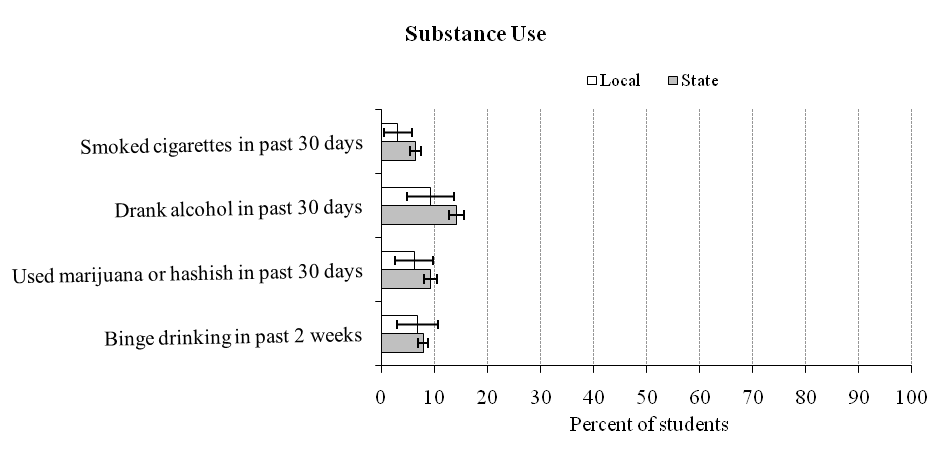 Substance Use
Local State
Smoked cigarettes in past 30 days
Drank alcohol in past 30 days
Used marijuana or hashish in past 30 days
Binge drinking in past 2 weeks
0 10 20 30 40 50 60 70 80 90 100
Percent of students